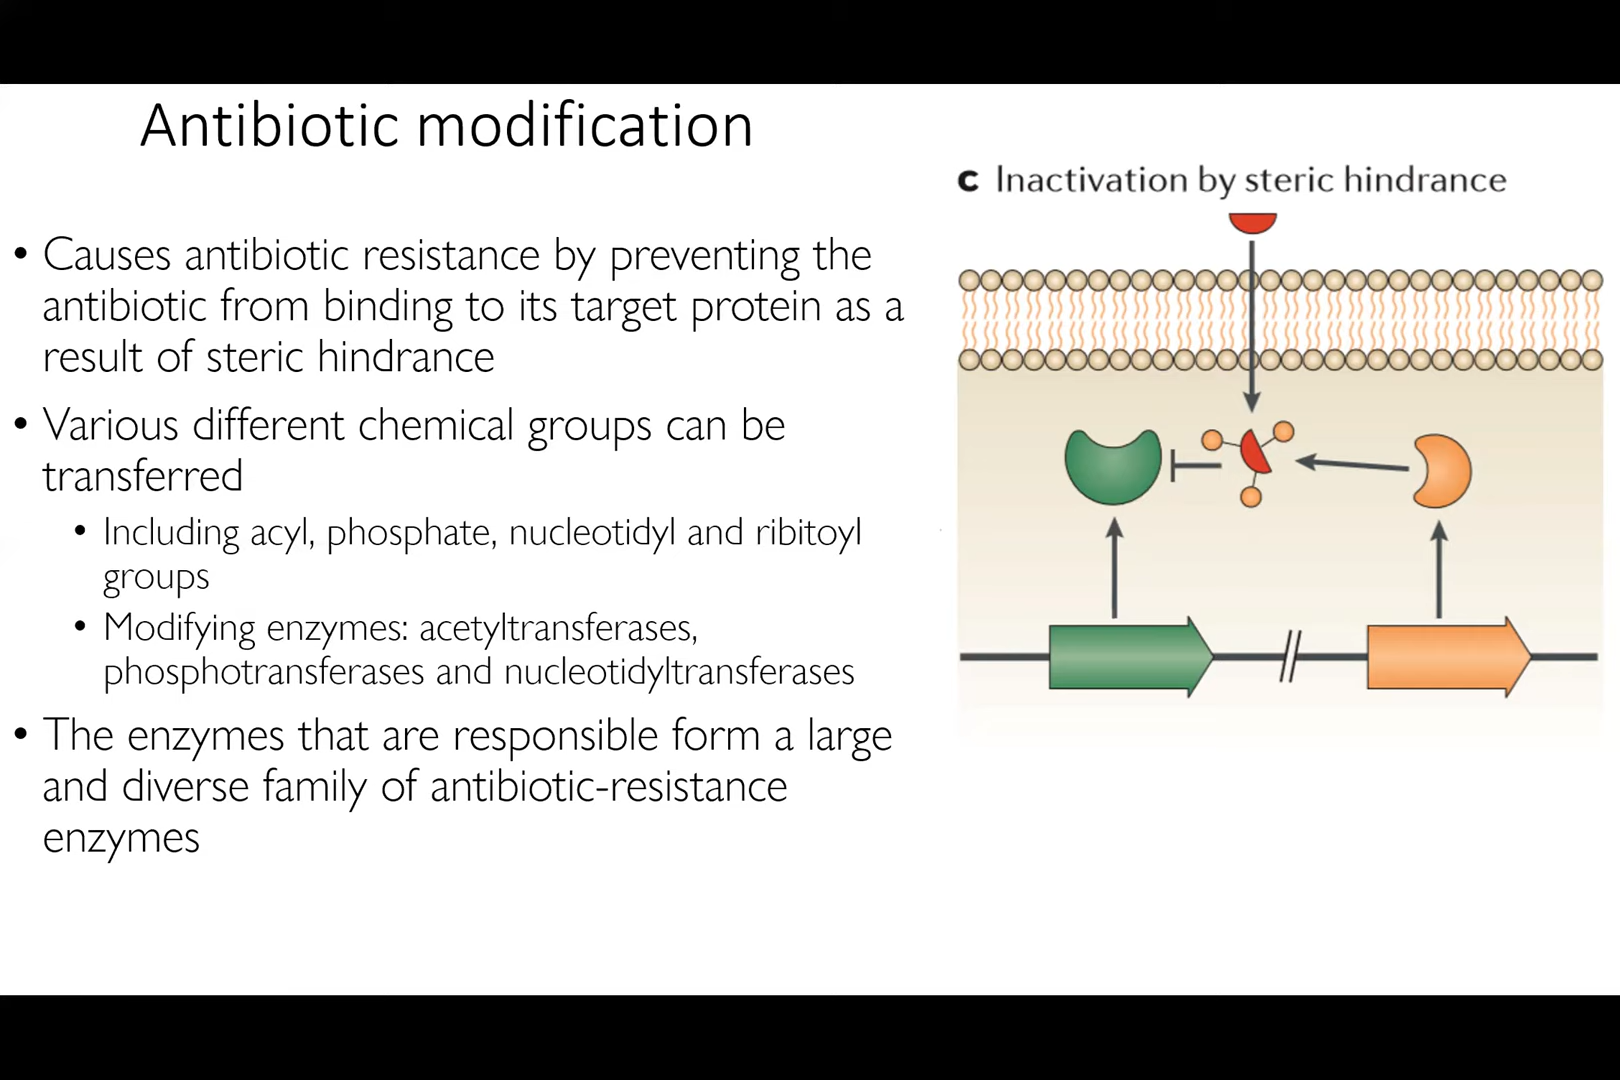 Antibiotic modification
c Inactivation by steric hindrance
• Causes antibiotic resistance by preventing the
antibiotic from binding to its target protein as a
result of steric hindrance
• Various different chemical groups can be
transferred
• Including acyl, phosphate, nucleotidyl and ribitoyl
groups
• Modifying enzymes: acetyltransferases,
phosphotransferases and nucleotidyltransferases
• The enzymes that are responsible form a large
and diverse family of antibiotic-resistance
enzymes